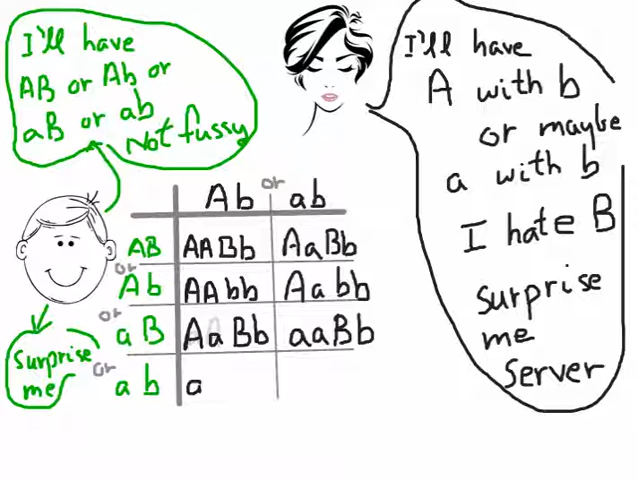 I'll have
AB or Ab or
aB or ab
Not fussy
I'll have
A with b
or maybe
a with b
I hate B
Surprise
me
Server
Ab or ab
AB AABb AaBb
or
Ab AAbb Aabb
or
aB AaBb aaBb
or
ab a
Surprise
me